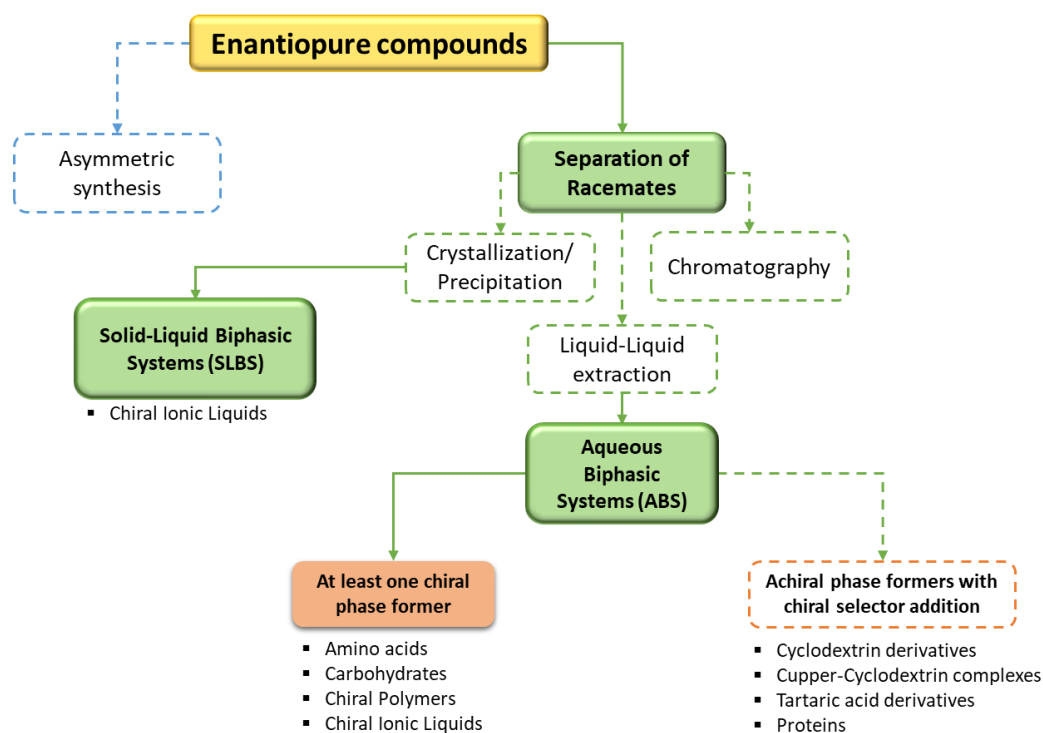 Enantiopure compounds
Asymmetric
synthesis
Separation of
Racemates
Crystallization/
Precipitation
Chromatography
Solid-Liquid Biphasic
Systems (SLBS)
▪ Chiral Ionic Liquids
Liquid-Liquid
extraction
Aqueous
Biphasic
Systems (ABS)
At least one chiral
phase former
▪ Amino acids
▪ Carbohydrates
▪ Chiral Polymers
▪ Chiral Ionic Liquids
Achiral phase formers with
chiral selector addition
▪ Cyclodextrin derivatives
▪ Cupper-Cyclodextrin complexes
▪ Tartaric acid derivatives
▪ Proteins